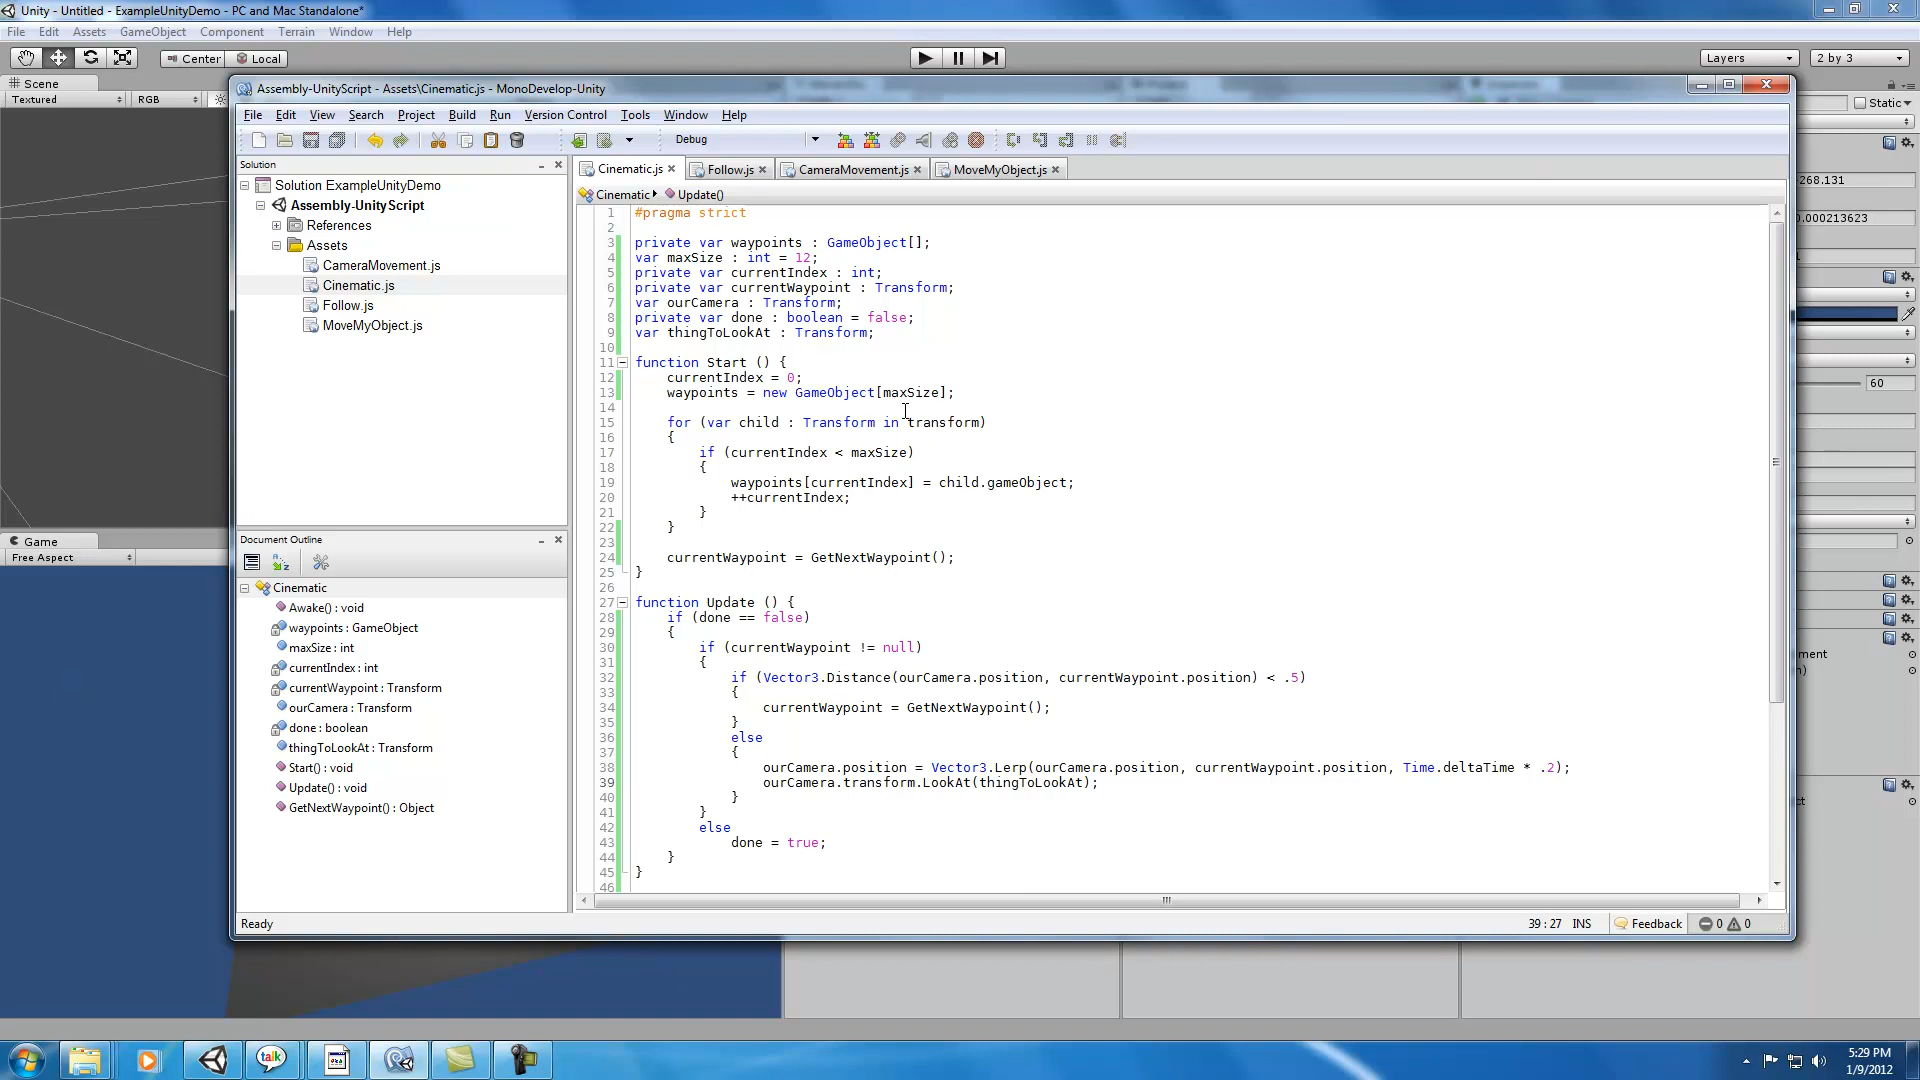 Unity - Untitled - ExampleUnityDemo - PC and Mac Standalone*
File Edit Assets GameObject Component Terrain Window Help
Center Local Layers 2 by 3
Scene
Textured RGB
Static
268.131
0.000213623
60
Game
Free Aspect
Assembly-UnityScript - Assets\Cinematic.js - MonoDevelop-Unity
File Edit View Search Project Build Run Version Control Tools Window Help
Debug
Solution
Solution ExampleUnityDemo
Assembly-UnityScript
References
Assets
CameraMovement.js
Cinematic.js
Follow.js
MoveMyObject.js
Document Outline
Cinematic
Awake() : void
waypoints : GameObject
maxSize : int
currentIndex : int
currentWaypoint : Transform
ourCamera : Transform
done : boolean
thingToLookAt : Transform
Start() : void
Update() : void
GetNextWaypoint() : Object
Cinematic.js Follow.js CameraMovement.js MoveMyObject.js
Cinematic Update()
1 #pragma strict
2
3 private var waypoints : GameObject[];
4 var maxSize : int = 12;
5 private var currentIndex : int;
6 private var currentWaypoint : Transform;
7 var ourCamera : Transform;
8 private var done : boolean = false;
9 var thingToLookAt : Transform;
10
11 function Start () {
12 currentIndex = 0;
13 waypoints = new GameObject[maxSize];
14
15 for (var child : Transform in transform)
16 {
17 if (currentIndex < maxSize)
18 {
19 waypoints[currentIndex] = child.gameObject;
20 ++currentIndex;
21 }
22 }
23
24 currentWaypoint = GetNextWaypoint();
25 }
26
27 function Update () {
28 if (done == false)
29 {
30 if (currentWaypoint != null)
31 {
32 if (Vector3.Distance(ourCamera.position, currentWaypoint.position) < .5)
33 {
34 currentWaypoint = GetNextWaypoint();
35 }
36 else
37 {
38 ourCamera.position = Vector3.Lerp(ourCamera.position, currentWaypoint.position, Time.deltaTime * .2);
39 ourCamera.transform.LookAt(thingToLookAt);
40 }
41 }
42 else
43 done = true;
44 }
45 }
46
Ready 39 : 27 INS Feedback 0 0
talk
5:29 PM
1/9/2012